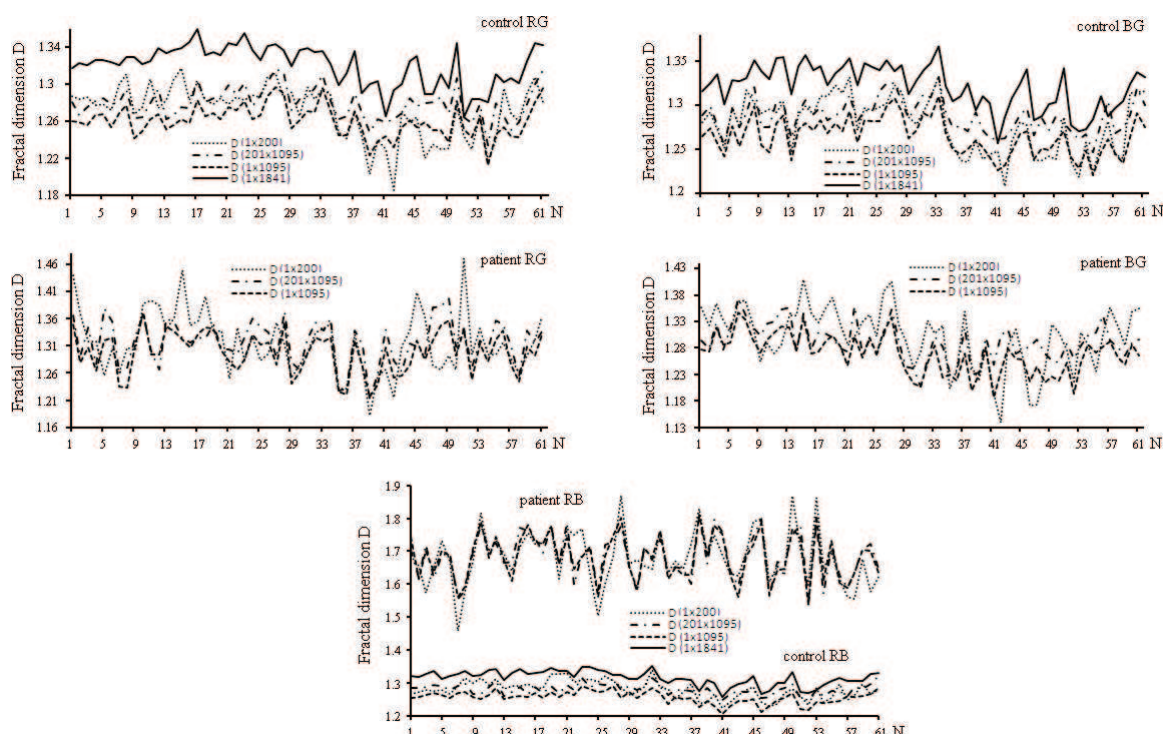 control RG
Fractal dimension D
1.34
1.3
1.26
1.22
1.18
D (1x200)
D (201x1095)
D (1x1095)
D (1x1841)
1 5 9 13 17 21 25 29 33 37 41 45 49 53 57 61 N
control BG
Fractal dimension D
1.35
1.3
1.25
1.2
D (1x200)
D (201x1095)
D (1x1095)
D (1x1841)
1 5 9 13 17 21 25 29 33 37 41 45 49 53 57 61 N
patient RG
Fractal dimension D
1.46
1.41
1.36
1.31
1.26
1.21
1.16
D (1x200)
D (201x1095)
D (1x1095)
1 5 9 13 17 21 25 29 33 37 41 45 49 53 57 61 N
patient BG
Fractal dimension D
1.43
1.38
1.33
1.28
1.23
1.18
1.13
D (1x200)
D (201x1095)
D (1x1095)
1 5 9 13 17 21 25 29 33 37 41 45 49 53 57 61 N
patient RB
Fractal dimension D
1.9
1.8
1.7
1.6
1.5
1.4
1.3
1.2
D (1x200)
D (201x1095)
D (1x1095)
D (1x1841)
control RB
1 5 9 13 17 21 25 29 33 37 41 45 49 53 57 61 N